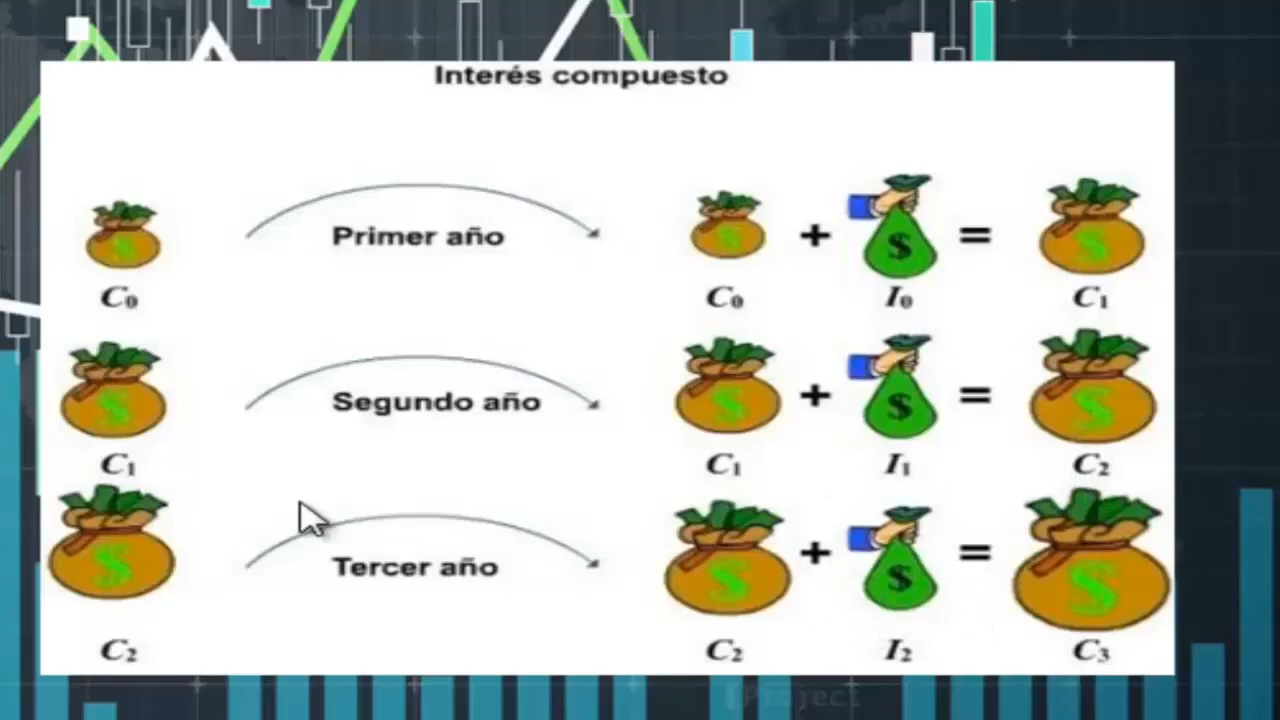 Interés compuesto
Primer año
+ =
C₀ C₀ I₀ C₁
Segundo año
+ =
C₁ C₁ I₁ C₂
Tercer año
+ =
C₂ C₂ I₂ C₃